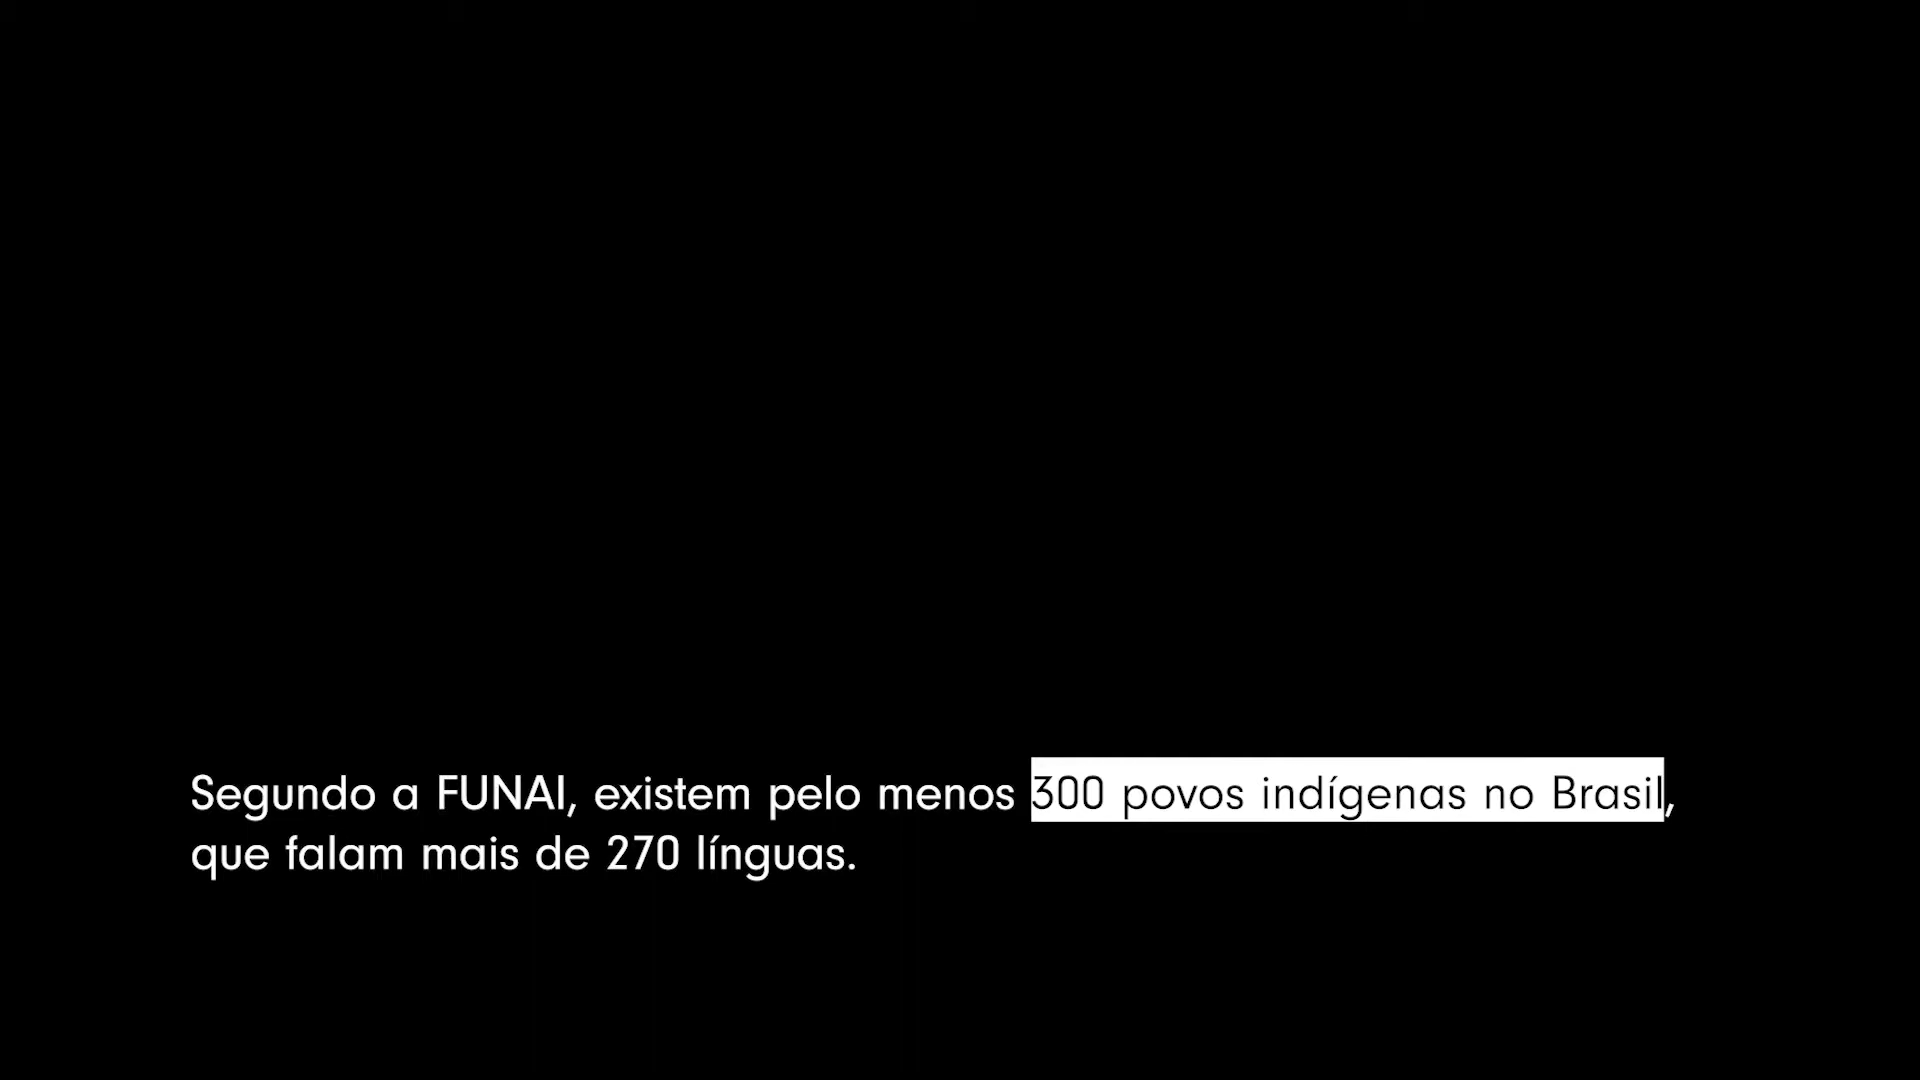 Segundo a FUNAI, existem pelo menos 300 povos indígenas no Brasil,
que falam mais de 270 línguas.